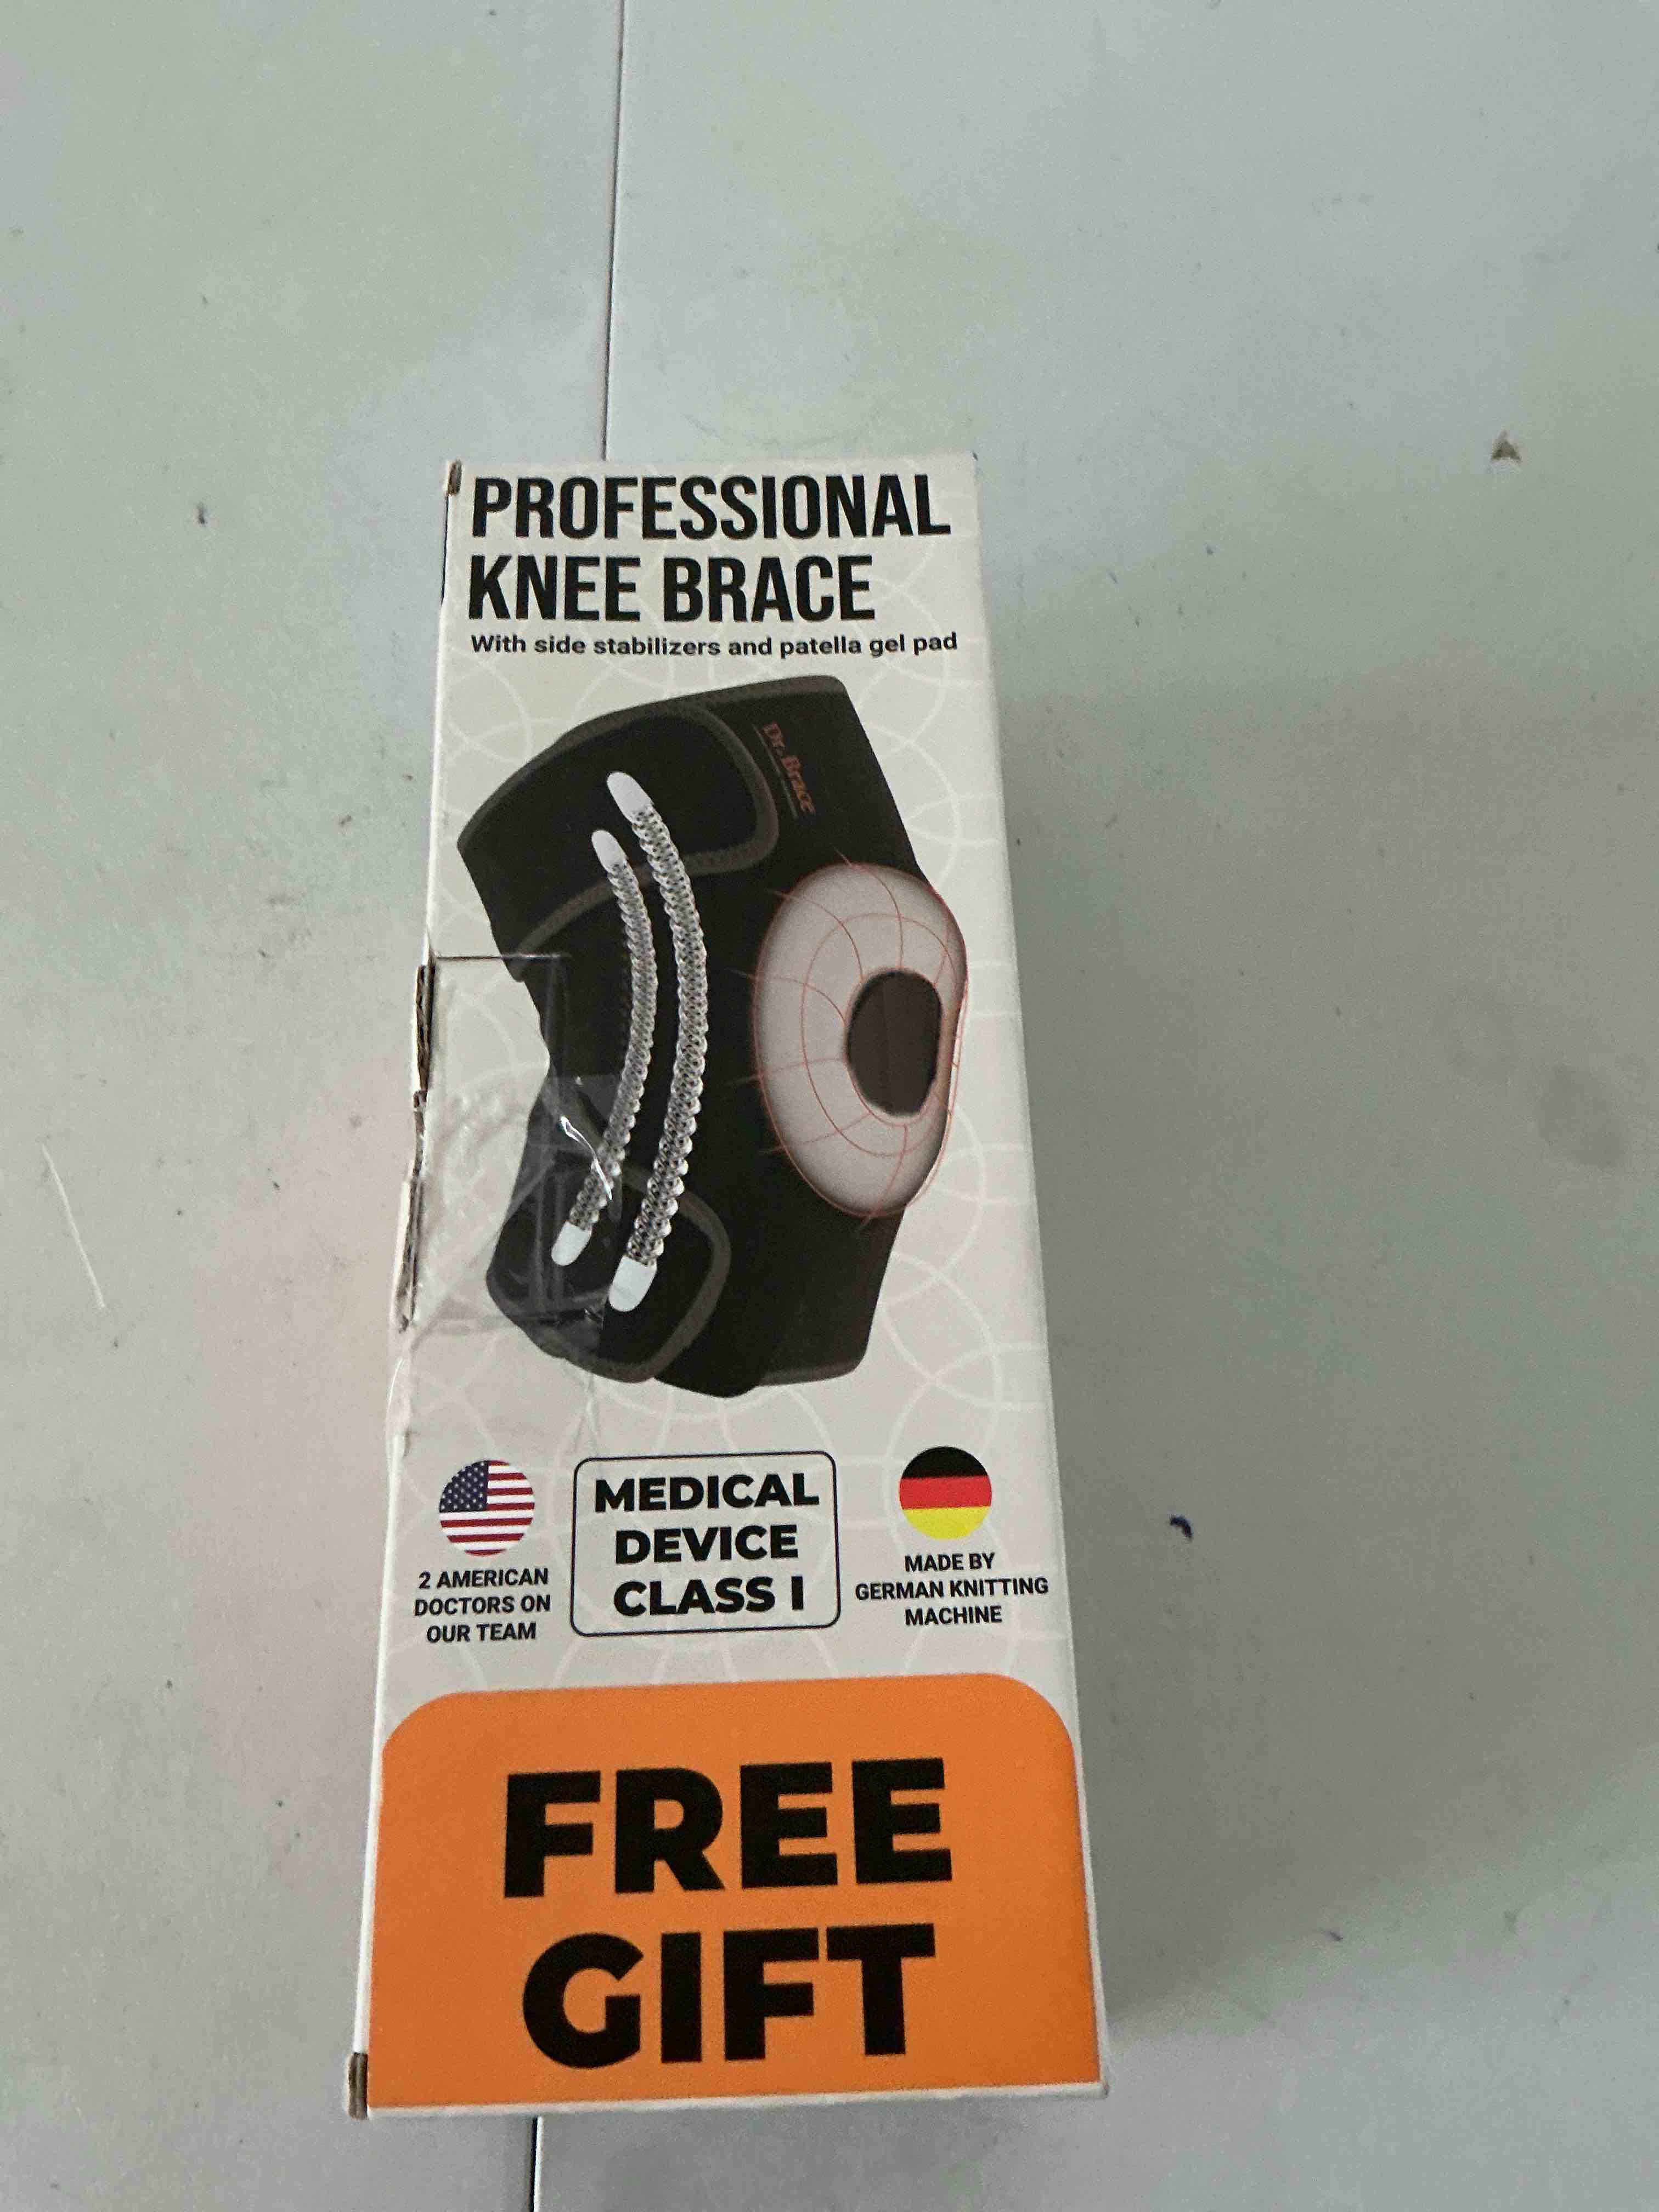 PROFESSIONAL
KNEE BRACE
With side stabilizers and patella gel pad
Dr. Brace
2 AMERICAN
DOCTORS ON
OUR TEAM
MEDICAL
DEVICE
CLASS I
MADE BY
GERMAN KNITTING
MACHINE
FREE
GIFT